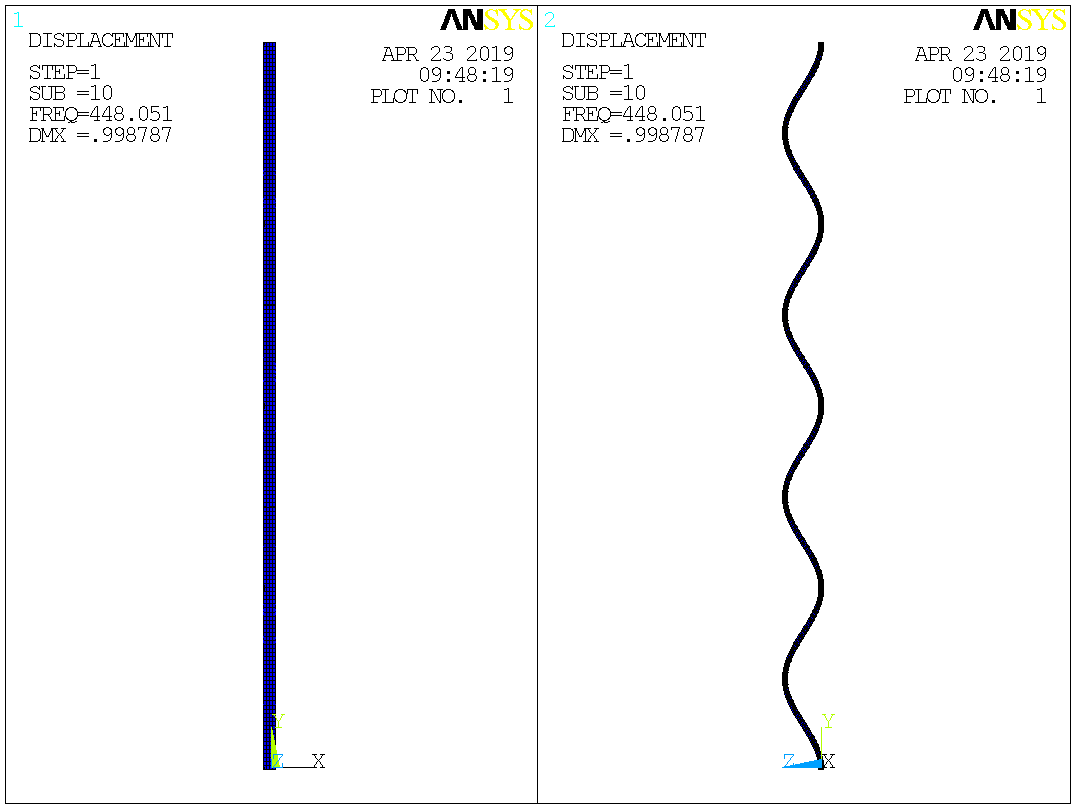 1
DISPLACEMENT
STEP=1
SUB =10
FREQ=448.051
DMX =.998787
ANSYS
APR 23 2019
09:48:19
PLOT NO. 1
Y
Z X
2
DISPLACEMENT
STEP=1
SUB =10
FREQ=448.051
DMX =.998787
ANSYS
APR 23 2019
09:48:19
PLOT NO. 1
Y
Z X